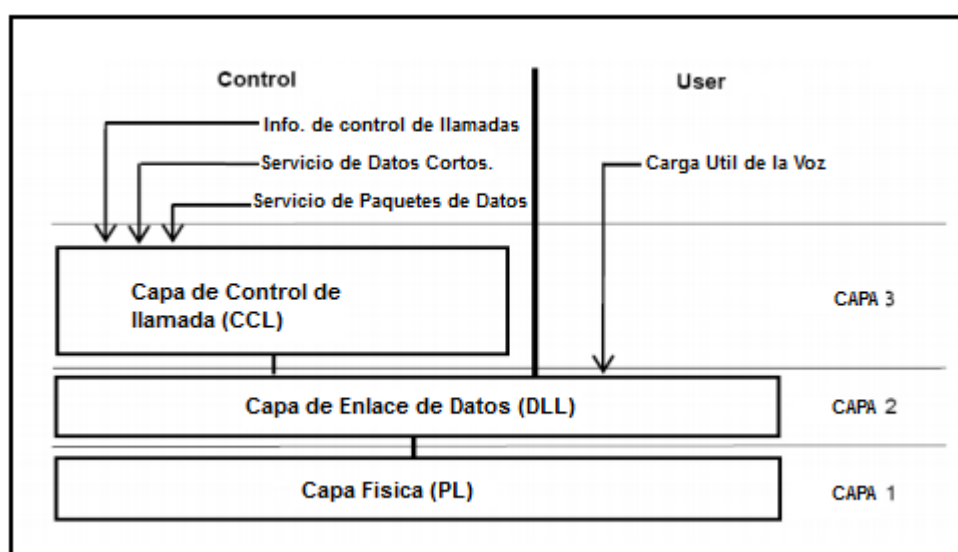 Control
User
Info. de control de llamadas
Servicio de Datos Cortos.
Carga Util de la Voz
Servicio de Paquetes de Datos
Capa de Control de
llamada (CCL)
CAPA 3
Capa de Enlace de Datos (DLL)
CAPA 2
Capa Fisica (PL)
CAPA 1